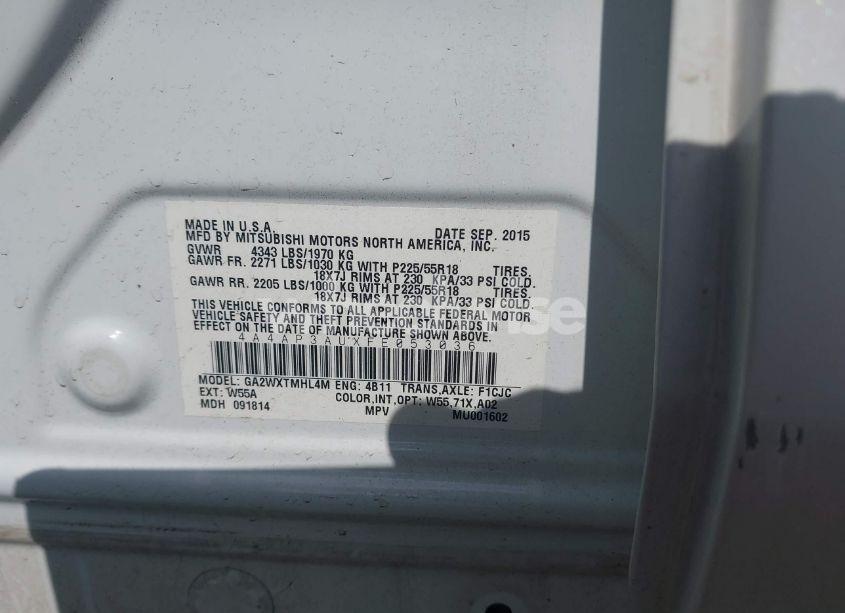 MADE IN U.S.A. DATE SEP. 2015
MFD BY MITSUBISHI MOTORS NORTH AMERICA, INC.
GVWR 4343 LBS/1970 KG
GAWR FR. 2271 LBS/1030 KG WITH P225/55R18 TIRES.
18X7J RIMS AT 230 KPA/33 PSI COLD.
GAWR RR. 2205 LBS/1000 KG WITH P225/55R18 TIRES.
18X7J RIMS AT 230 KPA/33 PSI COLD.
THIS VEHICLE CONFORMS TO ALL APPLICABLE FEDERAL MOTOR
VEHICLE SAFETY AND THEFT PREVENTION STANDARDS IN
EFFECT ON THE DATE OF MANUFACTURE SHOWN ABOVE.
4A4AP3AUXFE053036
MODEL: GA2WXTMHL4M ENG: 4B11 TRANS,AXLE: F1CJC
EXT: W55A COLOR,INT,OPT: W55,71X,A02
MDH 091814 MPV MU001602